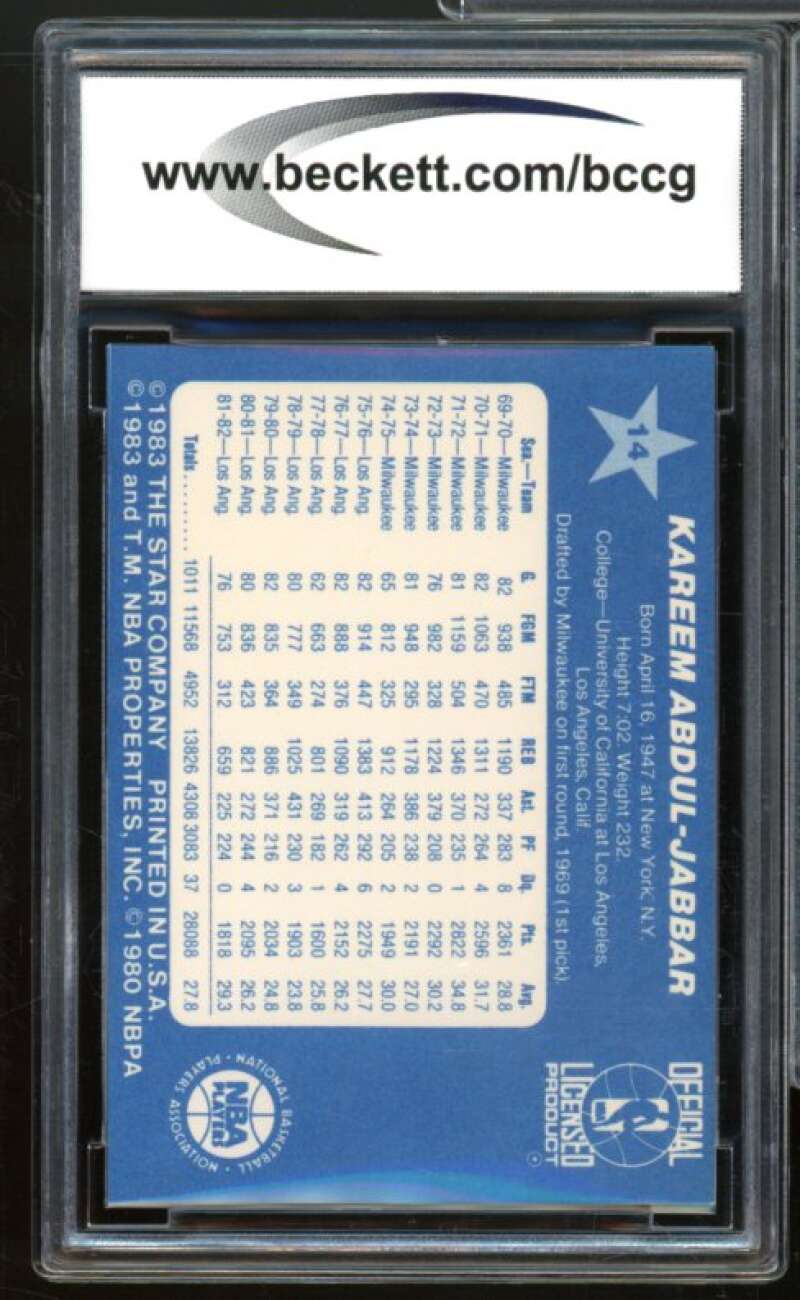 www.beckett.com/bccg
14
KAREEM ABDUL-JABBAR
Born April 16, 1947 at New York, N.Y.
Height 7:02. Weight 232.
College—University of California at Los Angeles,
Los Angeles, Calif.
Drafted by Milwaukee on first round, 1969 (1st pick).
Sea.—Team G. FGM FTM REB Ast. PF Dq. Pts. Avg.
69-70—Milwaukee 82 938 485 1190 337 283 8 2361 28.8
70-71—Milwaukee 82 1063 470 1311 272 264 4 2596 31.7
71-72—Milwaukee 81 1159 504 1346 370 235 1 2822 34.8
72-73—Milwaukee 76 982 328 1224 379 208 0 2292 30.2
73-74—Milwaukee 81 948 295 1178 386 238 2 2191 27.0
74-75—Milwaukee 65 812 325 912 264 205 2 1949 30.0
75-76—Los Ang. 82 914 447 1383 413 292 6 2275 27.7
76-77—Los Ang. 82 888 376 1090 319 262 4 2152 26.2
77-78—Los Ang. 62 663 274 801 269 182 1 1600 25.8
78-79—Los Ang. 80 777 349 1025 431 230 3 1903 23.8
79-80—Los Ang. 82 835 364 886 371 216 2 2034 24.8
80-81—Los Ang. 80 836 423 821 272 244 4 2095 26.2
81-82—Los Ang. 76 753 312 659 225 224 0 1818 29.3
Totals......... 1011 11568 4952 13826 4306 3083 37 28088 27.8
©1983 THE STAR COMPANY PRINTED IN U.S.A.
©1983 and T.M. NBA PROPERTIES, INC. ©1980 NBPA
OFFICIAL
LICENSED
PRODUCT
NATIONAL BASKETBALL
PLAYERS ASSOCIATION
NBA
PLAYERS